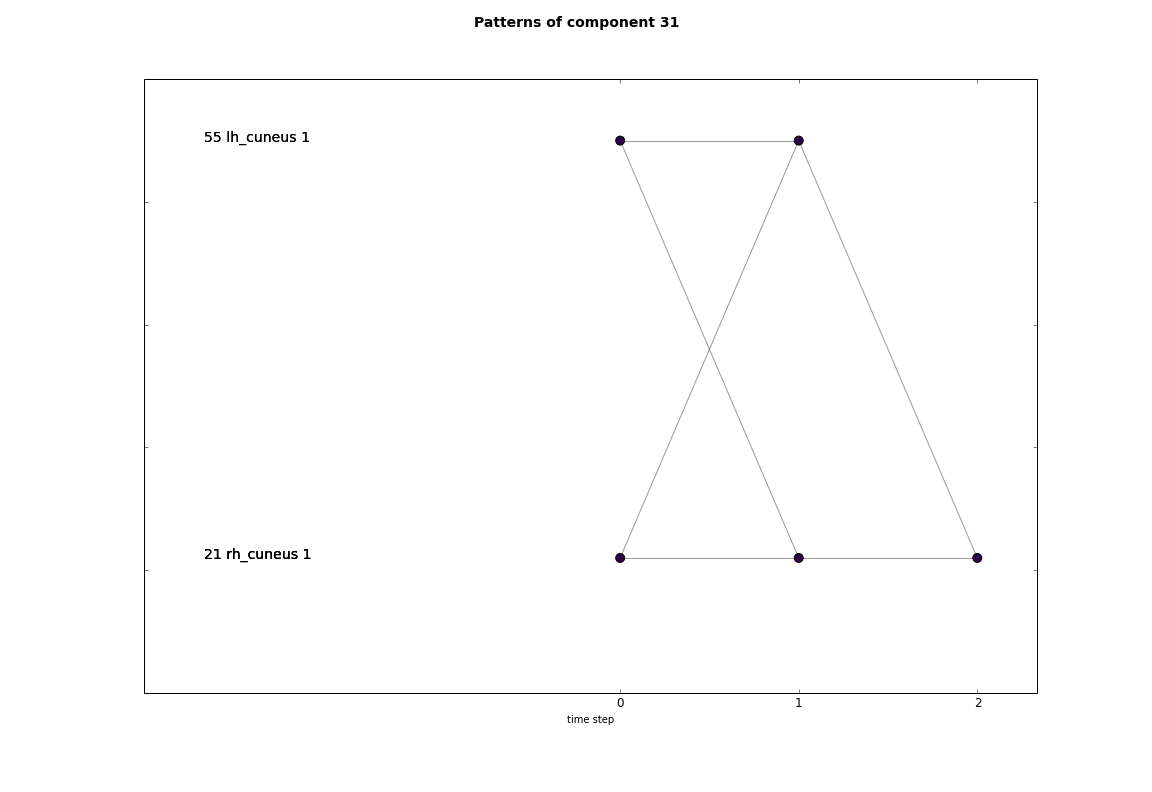 Patterns of component 31
55 lh_cuneus 1
21 rh_cuneus 1
0 1 2
time step